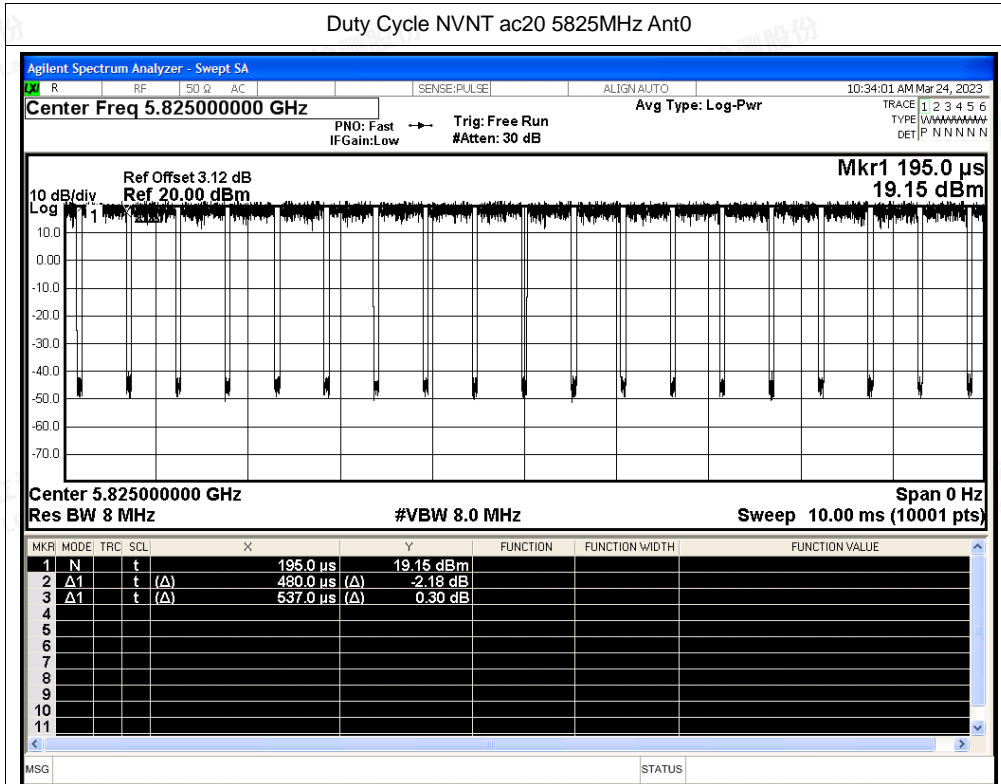 Duty Cycle NVNT ac20 5825MHz Ant0
Agilent Spectrum Analyzer - Swept SA
LXI R RF 50 Ω AC SENSE:PULSE ALIGN AUTO 10:34:01 AM Mar 24, 2023
Center Freq 5.825000000 GHz Avg Type: Log-Pwr TRACE 1 2 3 4 5 6
PNO: Fast Trig: Free Run TYPE
IFGain:Low #Atten: 30 dB DET P N N N N N
Mkr1 195.0 µs
Ref Offset 3.12 dB 19.15 dBm
10 dB/div Ref 20.00 dBm
Log
1
10.0
0.00
-10.0
-20.0
-30.0
-40.0
-50.0
-60.0
-70.0
Center 5.825000000 GHz Span 0 Hz
Res BW 8 MHz #VBW 8.0 MHz Sweep 10.00 ms (10001 pts)
MKR MODE TRC SCL X Y FUNCTION FUNCTION WIDTH FUNCTION VALUE
1 N t 195.0 µs 19.15 dBm
2 Δ1 t (Δ) 480.0 µs (Δ) -2.18 dB
3 Δ1 t (Δ) 537.0 µs (Δ) 0.30 dB
4
5
6
7
8
9
10
11
MSG STATUS